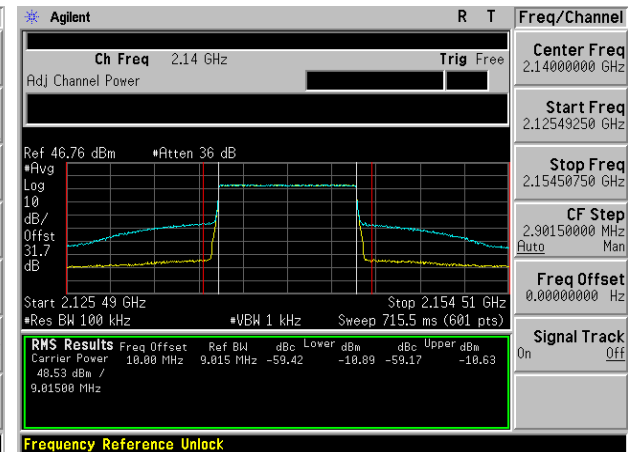 Agilent R T
Ch Freq 2.14 GHz Trig Free
Adj Channel Power
Ref 46.76 dBm #Atten 36 dB
#Avg
Log
10
dB/
Offst
31.7
dB
Start 2.125 49 GHz Stop 2.154 51 GHz
#Res BW 100 kHz #VBW 1 kHz Sweep 715.5 ms (601 pts)
RMS Results Freq Offset Ref BW dBc Lower dBm dBc Upper dBm
Carrier Power 10.00 MHz 9.015 MHz -59.42 -10.89 -59.17 -10.63
48.53 dBm /
9.01500 MHz
Frequency Reference Unlock
Freq/Channel
Center Freq
2.14000000 GHz
Start Freq
2.12549250 GHz
Stop Freq
2.15450750 GHz
CF Step
2.90150000 MHz
Auto Man
Freq Offset
0.00000000 Hz
Signal Track
On Off